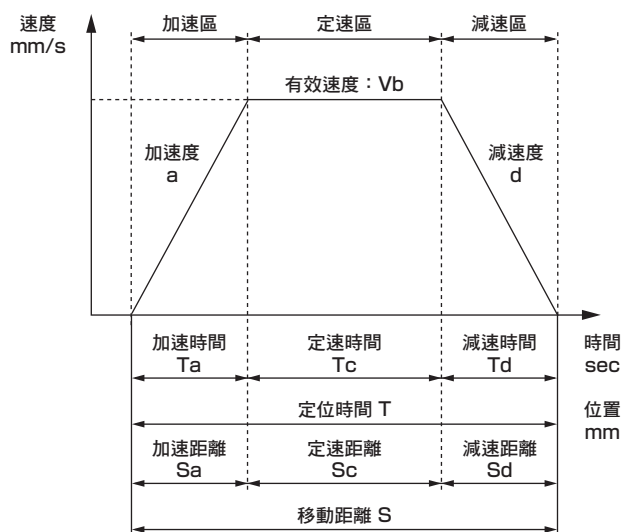 速度
mm/s
加速區
定速區
減速區
有效速度：Vb
加速度
a
減速度
d
加速時間
Ta
定速時間
Tc
減速時間
Td
時間
sec
定位時間 T
位置
mm
加速距離
Sa
定速距離
Sc
減速距離
Sd
移動距離 S